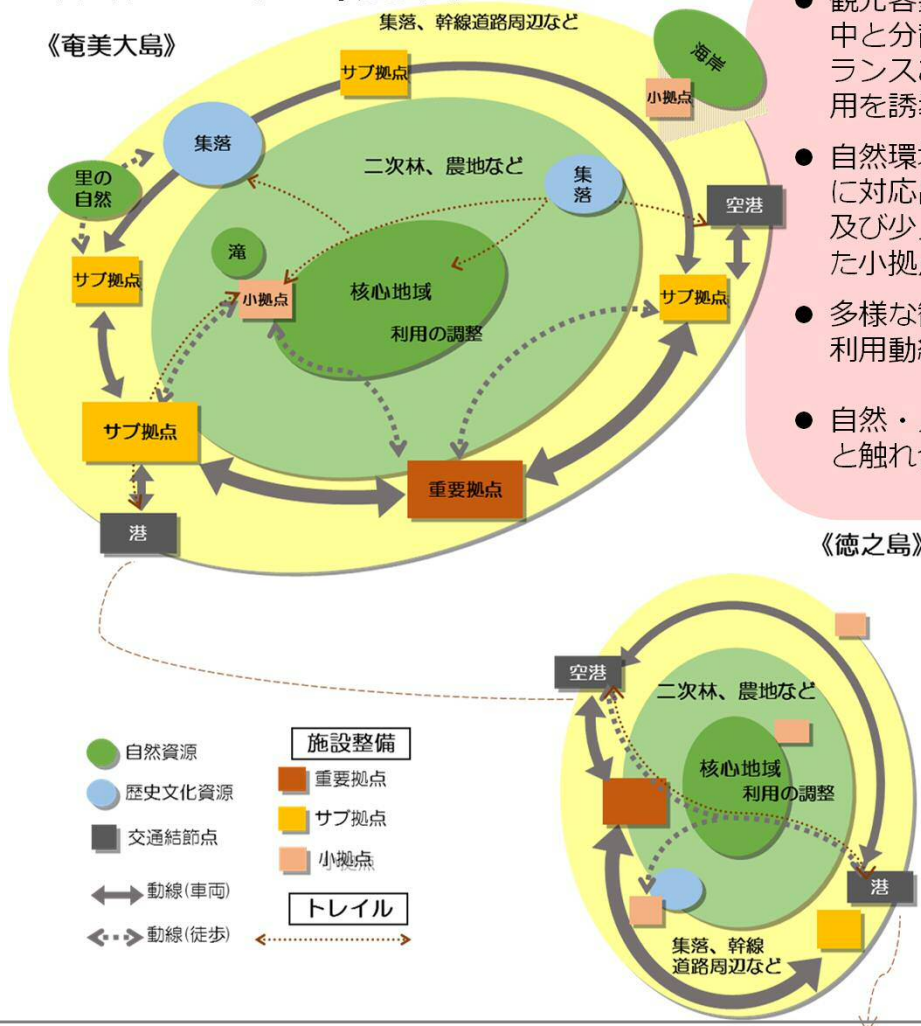 《奄美大島》
集落、幹線道路周辺など
サブ拠点
海岸
小拠点
集落
二次林、農地など
集落
里の
自然
空港
滝
サブ拠点
小拠点
核心地域
利用の調整
サブ拠点
サブ拠点
重要拠点
港
● 観光客
中と分
ランス
用を誘
● 自然環
に対応
及び少
た小拠
● 多様な
利用動
● 自然・
と触れ
《徳之島》
空港
二次林、農地など
核心地域
利用の調整
港
集落、幹線
道路周辺など
自然資源
歴史文化資源
交通結節点
動線(車両)
動線(徒歩)
施設整備
重要拠点
サブ拠点
小拠点
トレイル